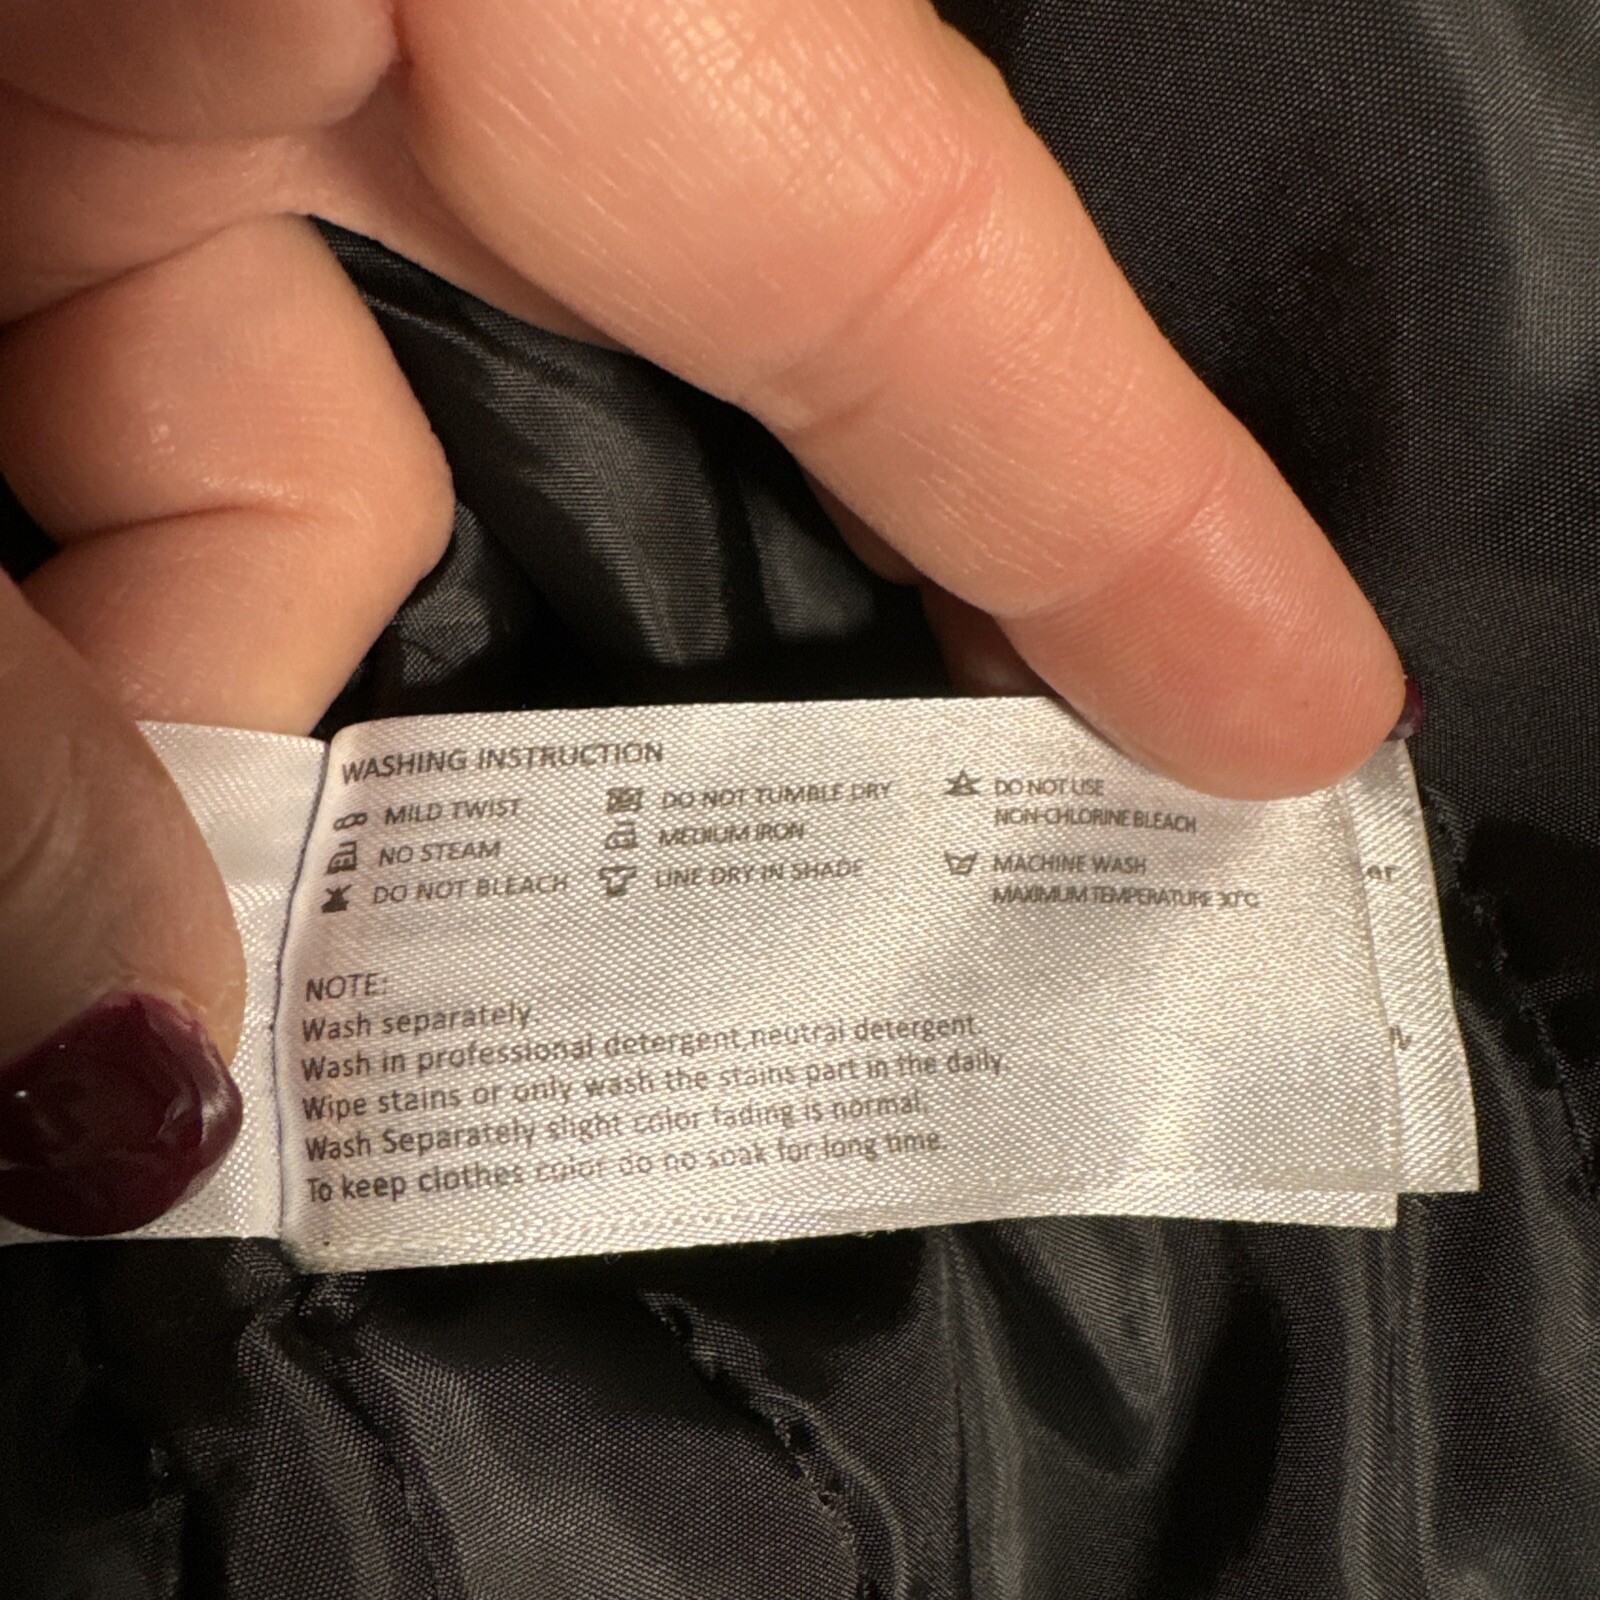 WASHING INSTRUCTION
MILD TWIST
NO STEAM
DO NOT BLEACH
DO NOT TUMBLE DRY
MEDIUM IRON
LINE DRY IN SHADE
DO NOT USE
NON-CHLORINE BLEACH
MACHINE WASH
MAXIMUM TEMPERATURE 30°C
NOTE:
Wash separately.
Wash in professional detergent,neutral detergent.
Wipe stains or only wash the stains part in the daily.
Wash Separately slight color fading is normal.
To keep clothes color do no soak for long time.
er